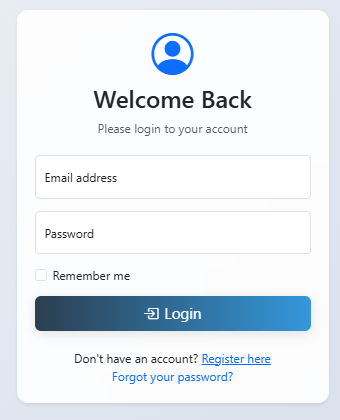 Welcome Back
Please login to your account
Email address
Password
Remember me
Login
Don't have an account? Register here
Forgot your password?